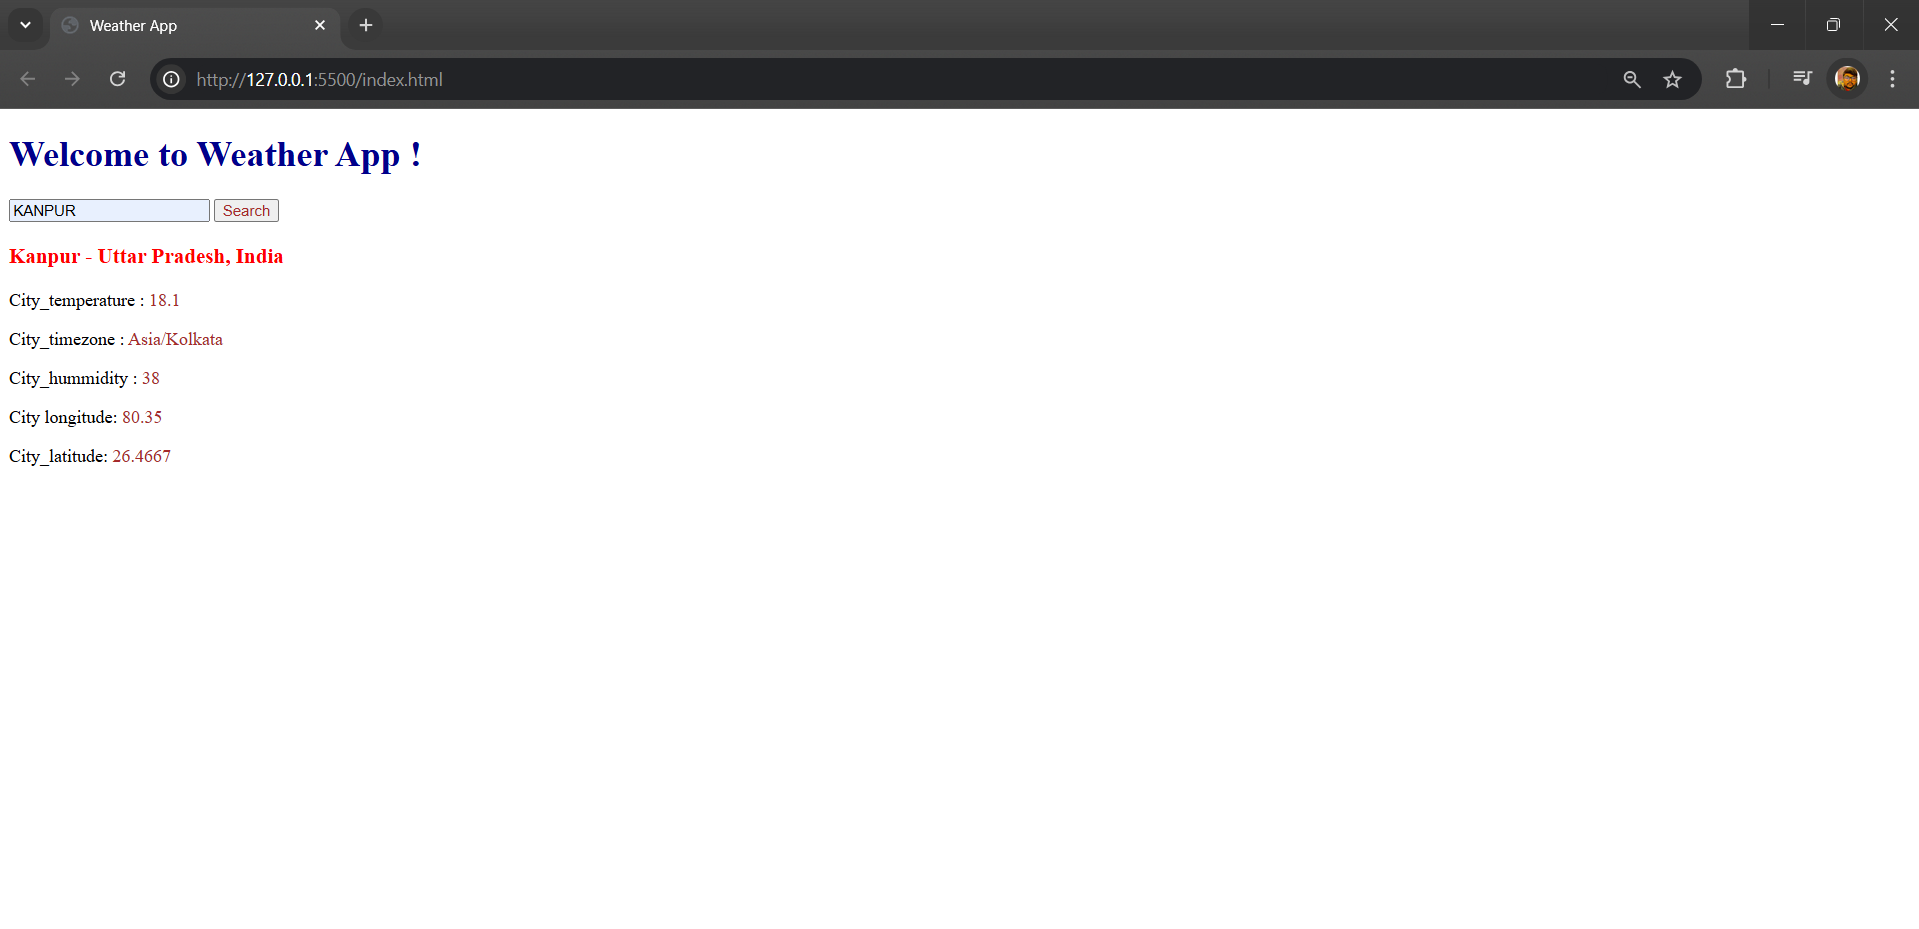 Weather App
http://127.0.0.1:5500/index.html
Welcome to Weather App !
KANPUR Search
Kanpur - Uttar Pradesh, India
City_temperature : 18.1
City_timezone : Asia/Kolkata
City_hummidity : 38
City longitude: 80.35
City_latitude: 26.4667